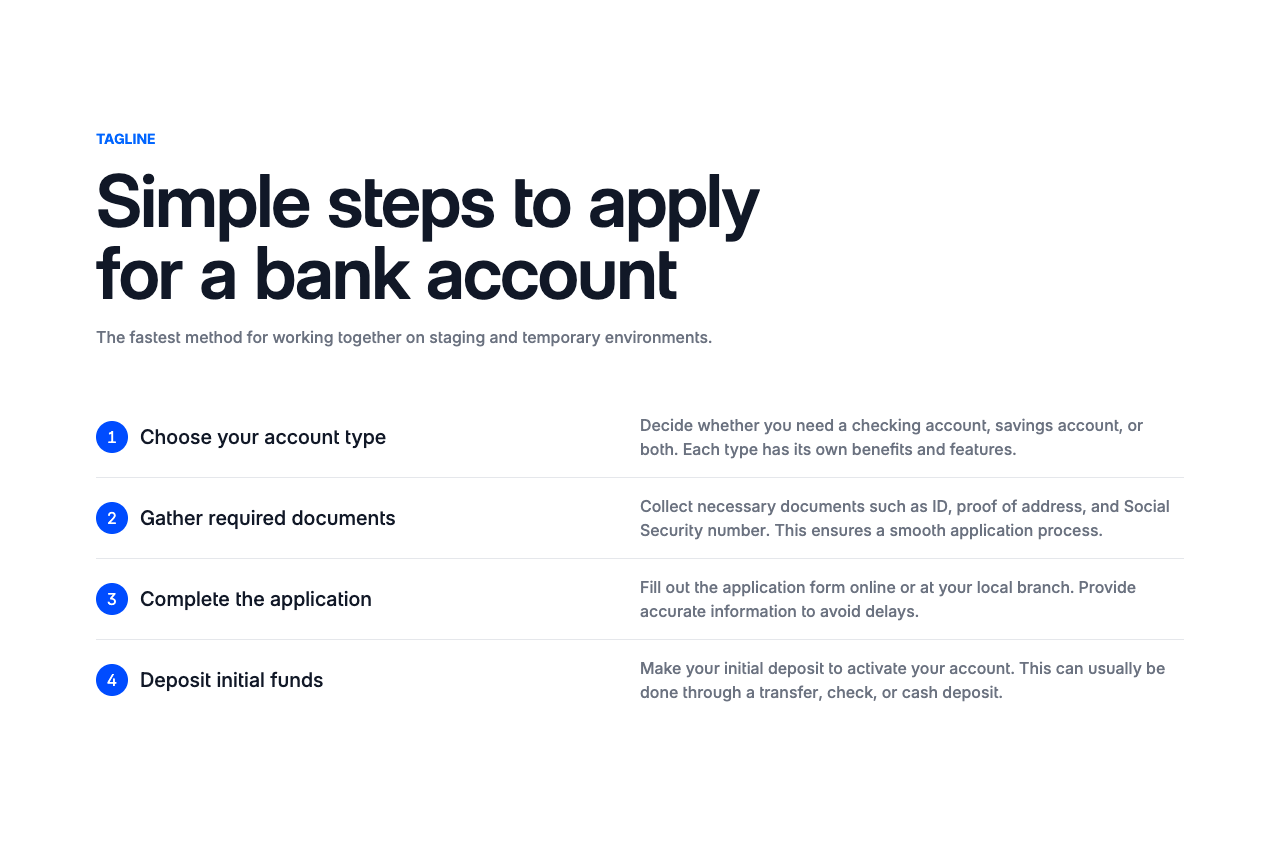 TAGLINE
Simple steps to apply
for a bank account
The fastest method for working together on staging and temporary environments.
1 Choose your account type
Decide whether you need a checking account, savings account, or
both. Each type has its own benefits and features.
2 Gather required documents
Collect necessary documents such as ID, proof of address, and Social
Security number. This ensures a smooth application process.
3 Complete the application
Fill out the application form online or at your local branch. Provide
accurate information to avoid delays.
4 Deposit initial funds
Make your initial deposit to activate your account. This can usually be
done through a transfer, check, or cash deposit.